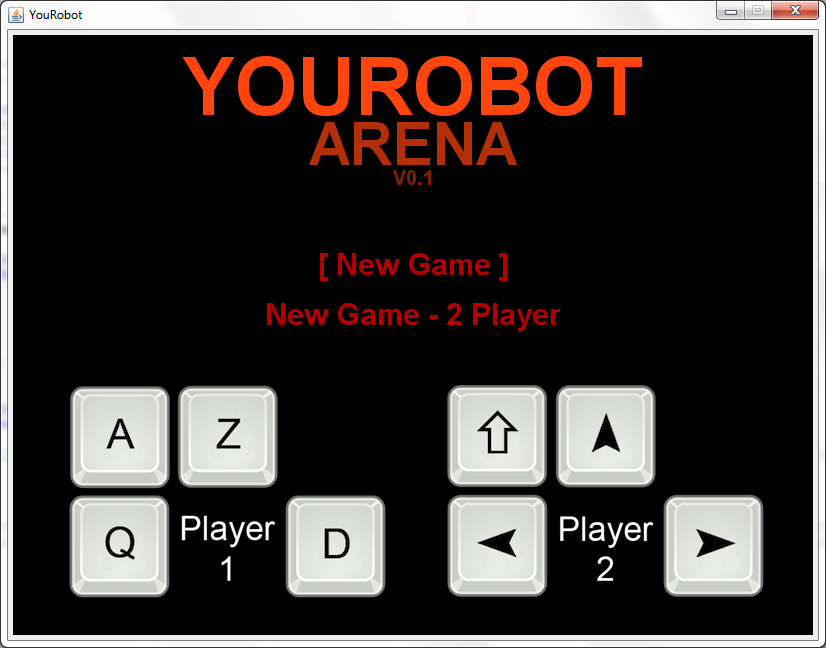 YouRobot
YOUROBOT
ARENA
V0.1
[ New Game ]
New Game - 2 Player
A Z
Q Player 1 D
Player 2